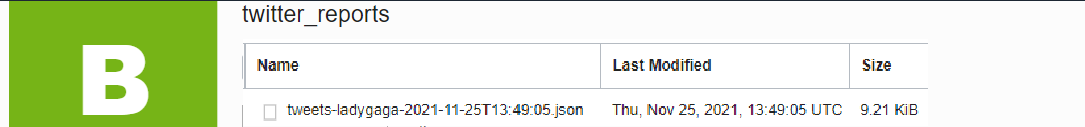 twitter_reports
B
Name Last Modified Size
tweets-ladygaga-2021-11-25T13:49:05.json Thu, Nov 25, 2021, 13:49:05 UTC 9.21 KiB